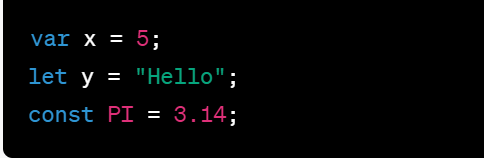 var x = 5;
let y = "Hello";
const PI = 3.14;